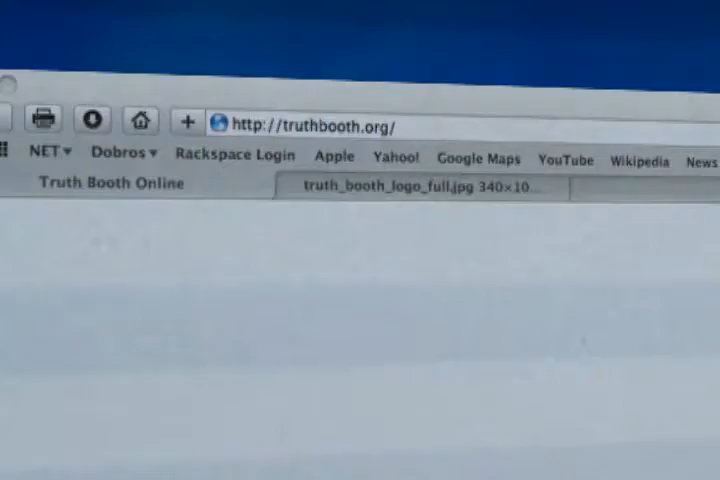 http://truthbooth.org/
NET Dobros Rackspace Login Apple Yahoo! Google Maps YouTube Wikipedia News
Truth Booth Online truth_booth_logo_full.jpg 340×10...